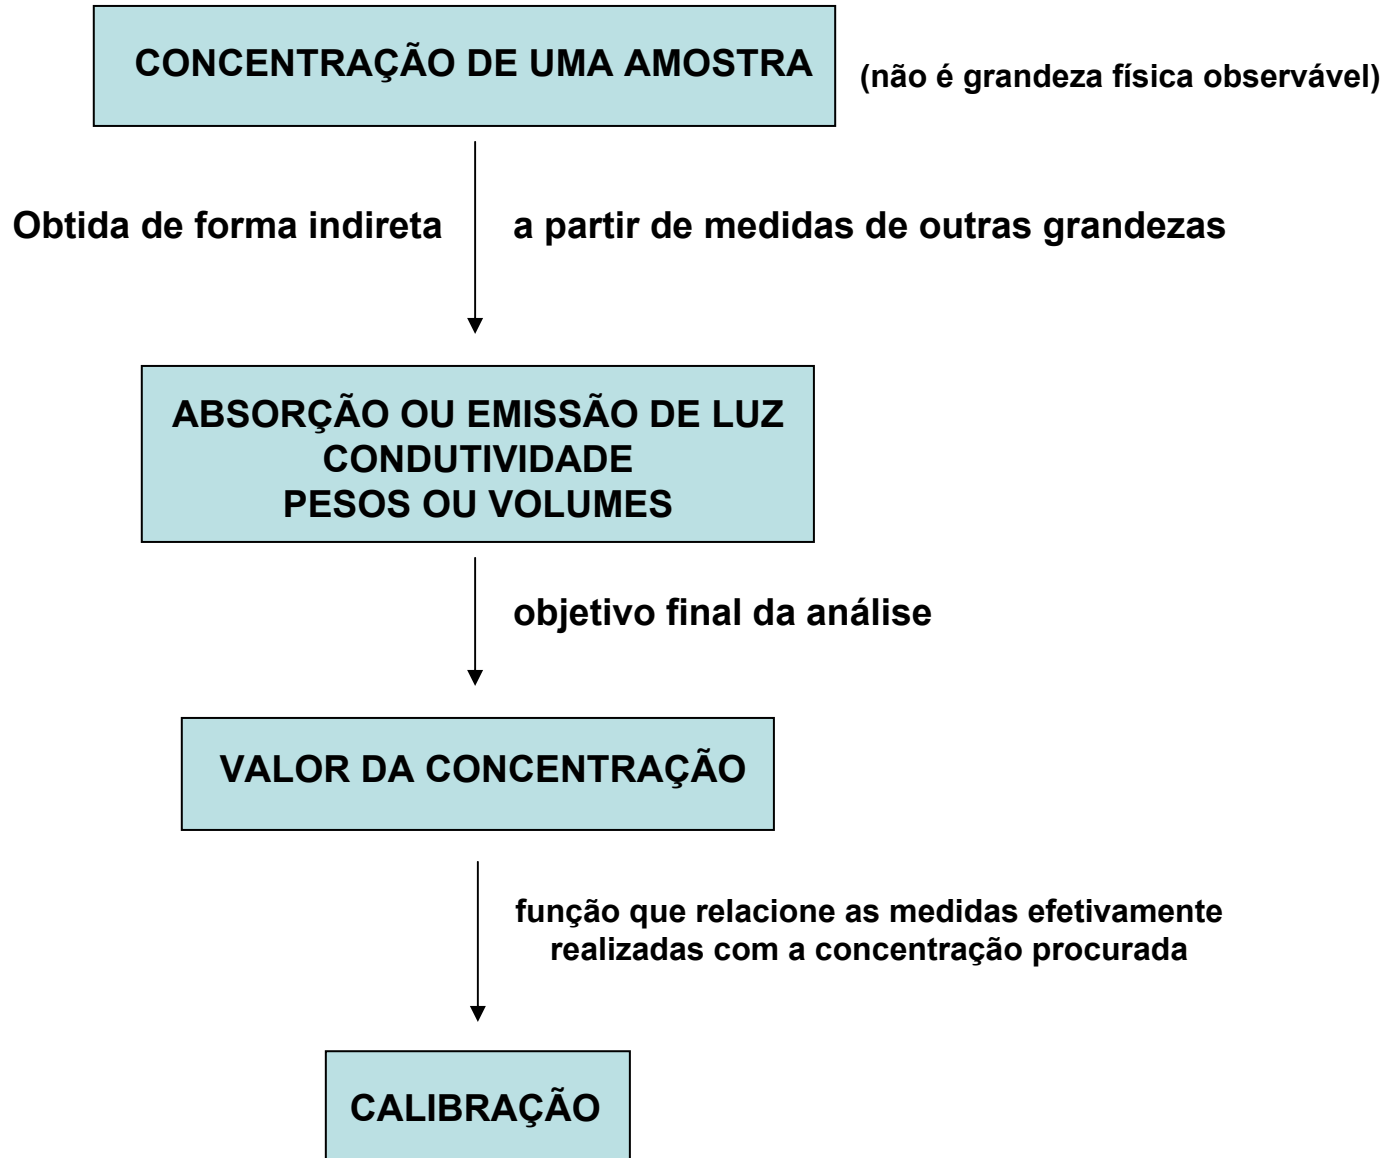 CONCENTRAÇÃO DE UMA AMOSTRA
(não é grandeza física observável)
Obtida de forma indireta
a partir de medidas de outras grandezas
ABSORÇÃO OU EMISSÃO DE LUZ
CONDUTIVIDADE
PESOS OU VOLUMES
objetivo final da análise
VALOR DA CONCENTRAÇÃO
função que relacione as medidas efetivamente
realizadas com a concentração procurada
CALIBRAÇÃO